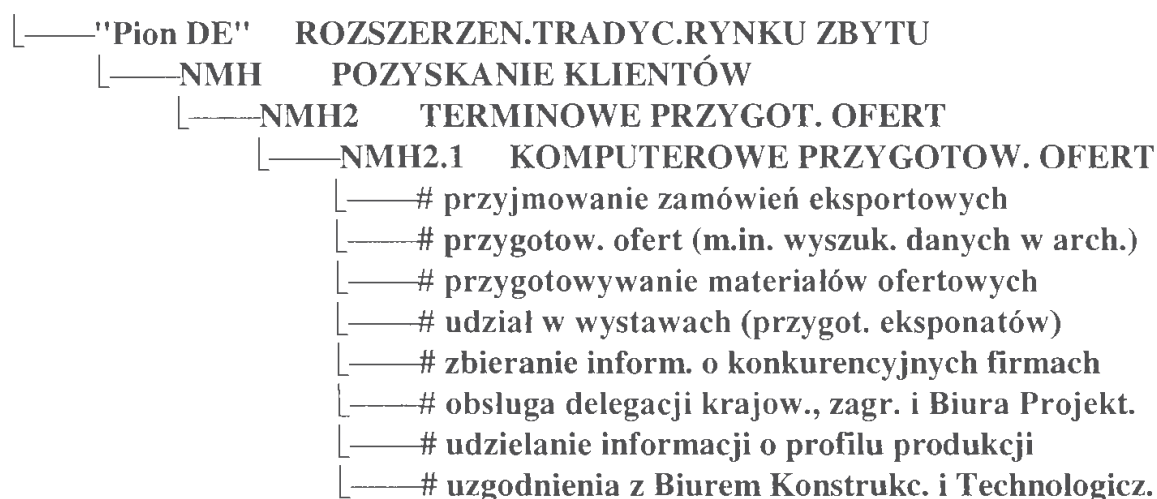 "Pion DE" ROZSZERZEN.TRADYC.RYNKU ZBYTU
NMH POZYSKANIE KLIENTÓW
NMH2 TERMINOWE PRZYGOT. OFERT
NMH2.1 KOMPUTEROWE PRZYGOTOW. OFERT
# przyjmowanie zamówień eksportowych
# przygotow. ofert (m.in. wyszuk. danych w arch.)
# przygotowywanie materiałów ofertowych
# udział w wystawach (przygot. eksponatów)
# zbieranie inform. o konkurencyjnych firmach
# obsługa delegacji krajow., zagr. i Biura Projekt.
# udzielanie informacji o profilu produkcji
# uzgodnienia z Biurem Konstrukc. i Technologicz.